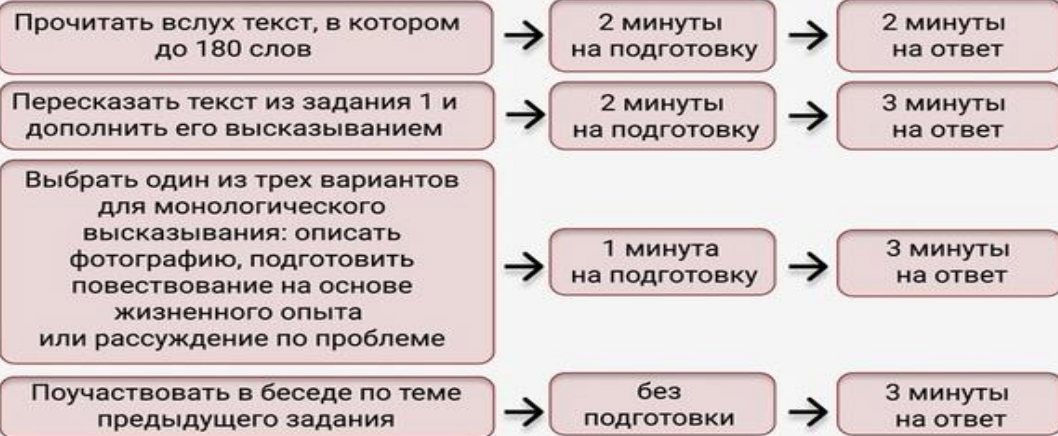 Прочитать вслух текст, в котором
до 180 слов
2 минуты
на подготовку
2 минуты
на ответ
Пересказать текст из задания 1 и
дополнить его высказыванием
2 минуты
на подготовку
3 минуты
на ответ
Выбрать один из трех вариантов
для монологического
высказывания: описать
фотографию, подготовить
повествование на основе
жизненного опыта
или рассуждение по проблеме
1 минута
на подготовку
3 минуты
на ответ
Поучаствовать в беседе по теме
предыдущего задания
без
подготовки
3 минуты
на ответ